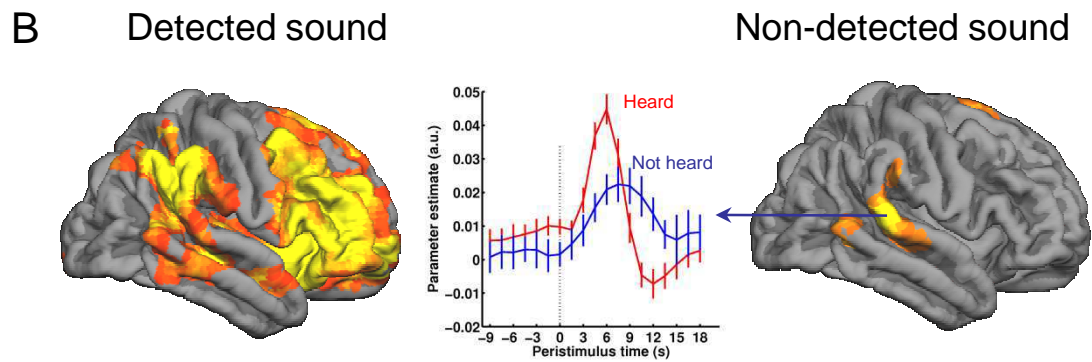 B
Detected sound
Non-detected sound
Heard
Not heard
Parameter estimate (a.u.)
0.05
0.04
0.03
0.02
0.01
0
−0.01
−0.02
−9 −6 −3 0 3 6 9 12 15 18
Peristimulus time (s)